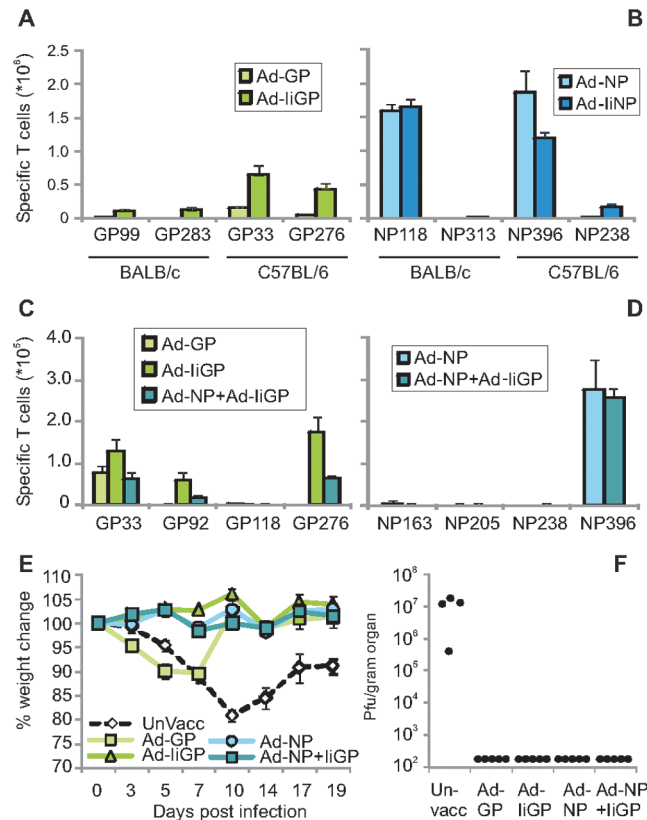 A
B
Specific T cells (*10⁶)
2.5
2.0
1.5
1.0
0.5
0
Ad-GP
Ad-IiGP
Ad-NP
Ad-IiNP
GP99 GP283 GP33 GP276
NP118 NP313 NP396 NP238
BALB/c C57BL/6
BALB/c C57BL/6
C
D
Specific T cells (*10⁵)
4.0
3.0
2.0
1.0
0
Ad-GP
Ad-IiGP
Ad-NP+Ad-IiGP
Ad-NP
Ad-NP+Ad-IiGP
GP33 GP92 GP118 GP276
NP163 NP205 NP238 NP396
E
F
% weight change
110
105
100
95
90
85
80
75
70
UnVacc
Ad-GP
Ad-NP
Ad-IiGP
Ad-NP+IiGP
0 3 5 7 10 14 17 19
Days post infection
Pfu/gram organ
10⁸
10⁷
10⁶
10⁵
10⁴
10³
10²
Un- Ad- Ad- Ad- Ad-NP
vacc GP IiGP NP +IiGP